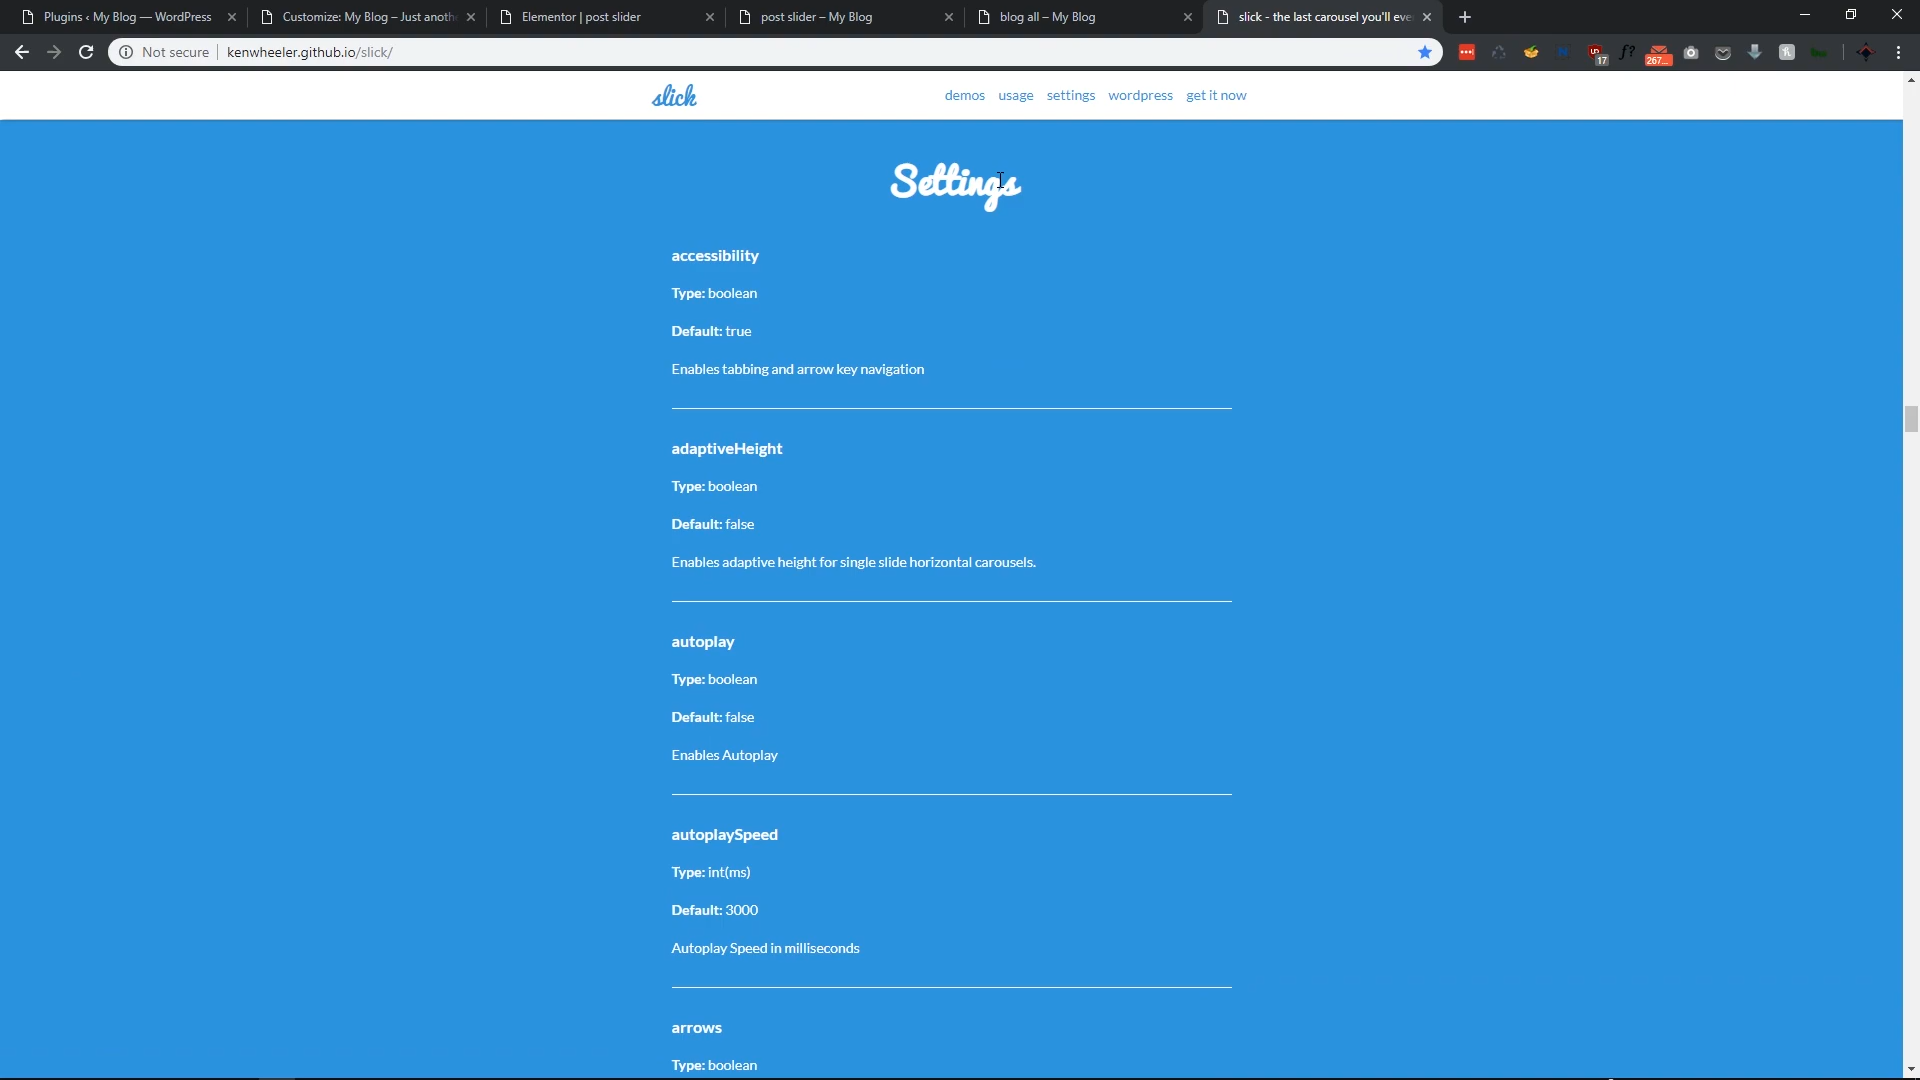 Plugins ‹ My Blog — WordPress
Customize: My Blog – Just anoth
Elementor | post slider
post slider – My Blog
blog all – My Blog
slick - the last carousel you'll eve
Not secure
kenwheeler.github.io/slick/
f?
17
267...
slick
demos
usage
settings
wordpress
get it now
Settings
accessibility
Type: boolean
Default: true
Enables tabbing and arrow key navigation
adaptiveHeight
Type: boolean
Default: false
Enables adaptive height for single slide horizontal carousels.
autoplay
Type: boolean
Default: false
Enables Autoplay
autoplaySpeed
Type: int(ms)
Default: 3000
Autoplay Speed in milliseconds
arrows
Type: boolean